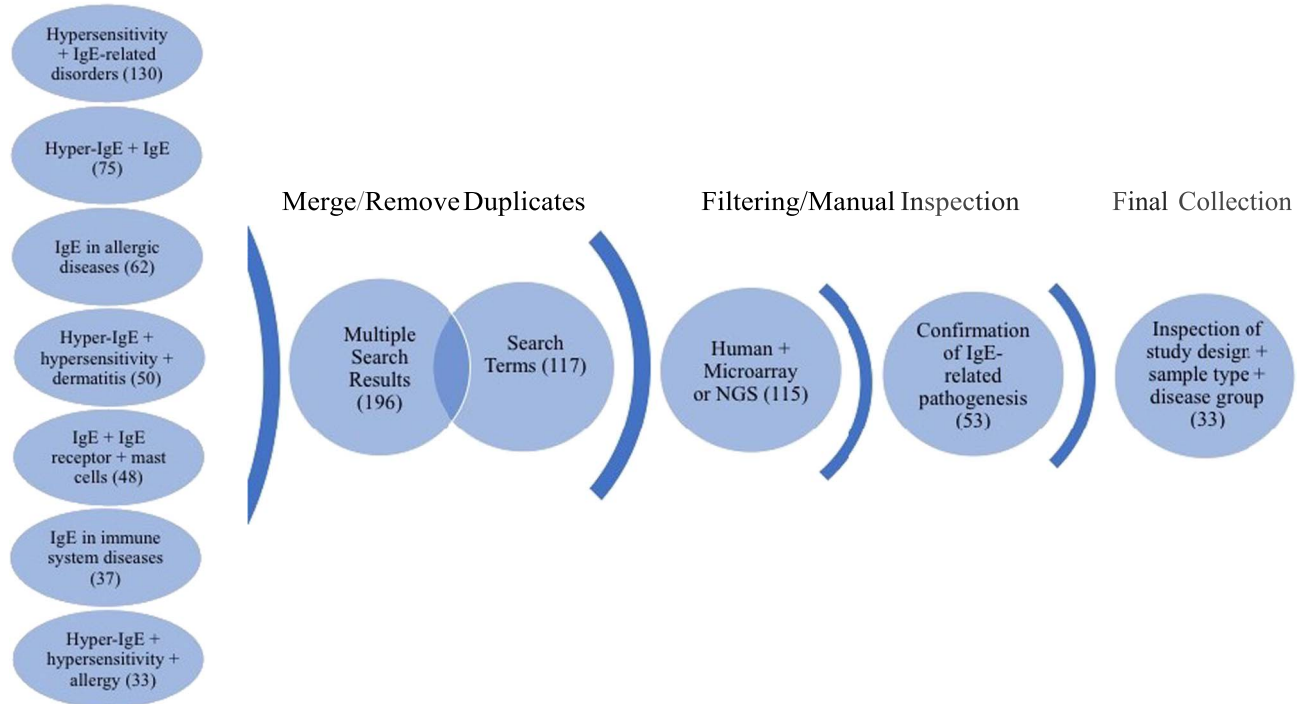 Hypersensitivity
+ IgE-related
disorders (130)
Hyper-IgE + IgE
(75)
IgE in allergic
diseases (62)
Hyper-IgE +
hypersensitivity +
dermatitis (50)
IgE + IgE
receptor + mast
cells (48)
IgE in immune
system diseases
(37)
Hyper-IgE +
hypersensitivity +
allergy (33)
Merge/Remove Duplicates
Multiple
Search
Results
(196)
Search
Terms (117)
Filtering/Manual Inspection
Human +
Microarray
or NGS (115)
Confirmation
of IgE-
related
pathogenesis
(53)
Final Collection
Inspection of
study design +
sample type +
disease group
(33)